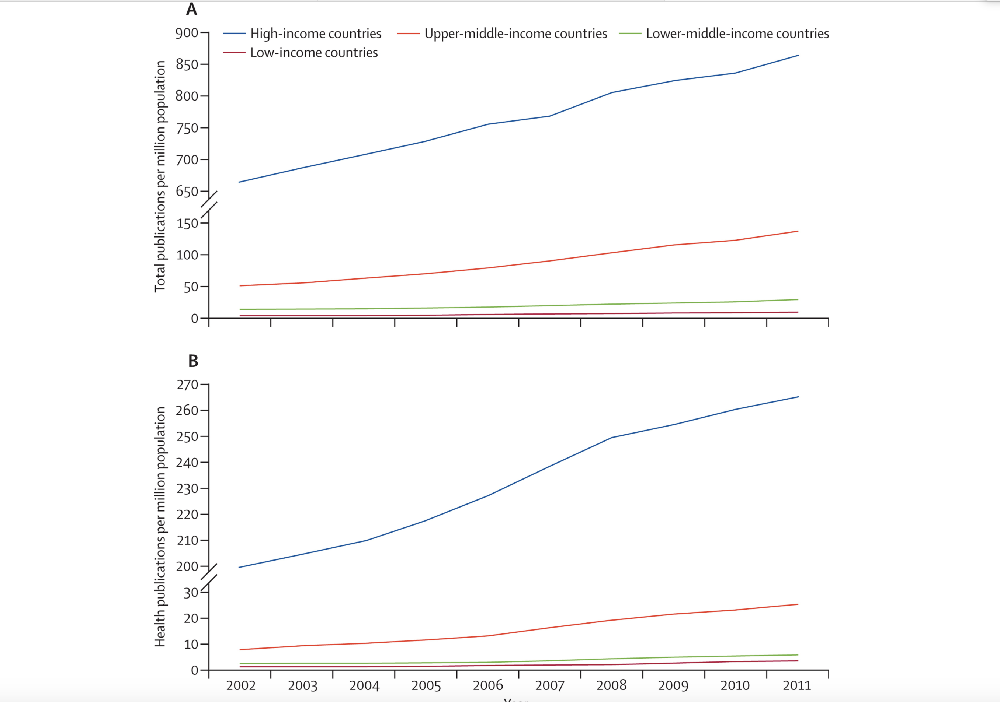 A
High-income countries Upper-middle-income countries Lower-middle-income countries
Low-income countries
Total publications per million population
900
850
800
750
700
650
150
100
50
0
B
Health publications per million population
270
260
250
240
230
220
210
200
30
20
10
0
2002 2003 2004 2005 2006 2007 2008 2009 2010 2011
Year